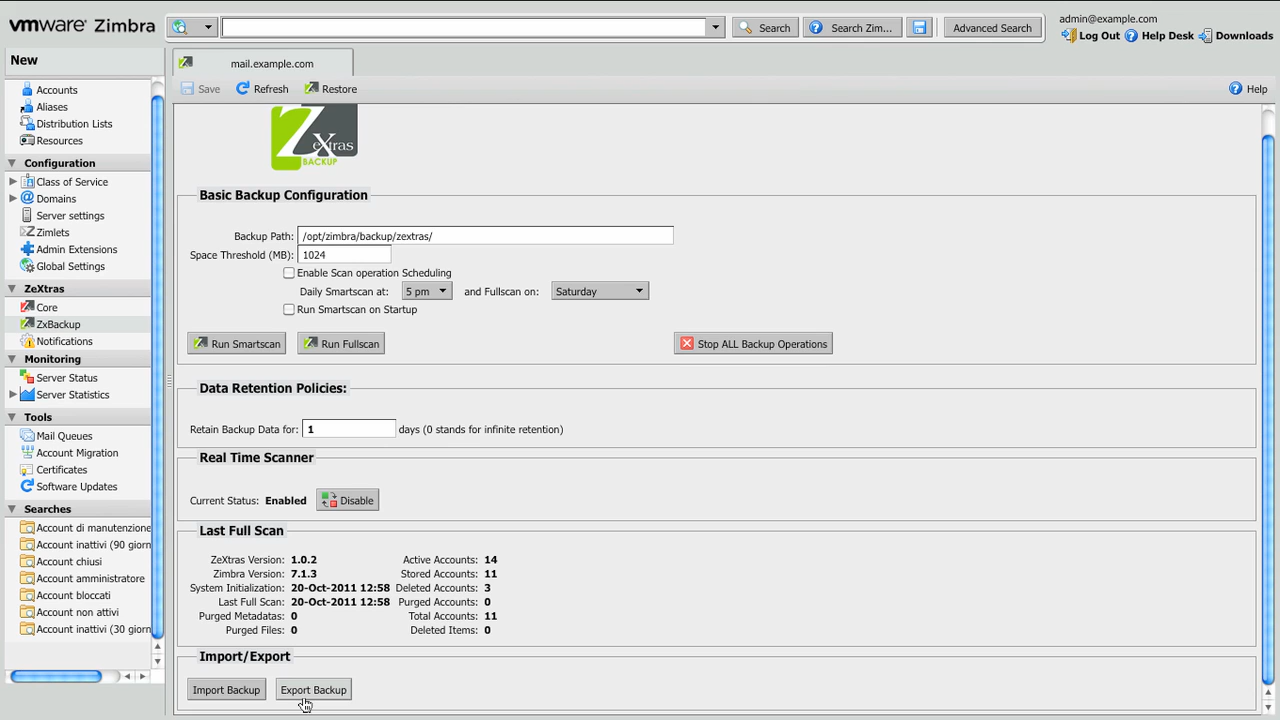 vmware Zimbra
Search
Search Zim...
Advanced Search
admin@example.com
Log Out
Help Desk
Downloads
New
Accounts
Aliases
Distribution Lists
Resources
Configuration
Class of Service
Domains
Server settings
Zimlets
Admin Extensions
Global Settings
ZeXtras
Core
ZxBackup
Notifications
Monitoring
Server Status
Server Statistics
Tools
Mail Queues
Account Migration
Certificates
Software Updates
Searches
Account di manutenzione
Account inattivi (90 giorn
Account chiusi
Account amministratore
Account bloccati
Account non attivi
Account inattivi (30 giorn
mail.example.com
Save
Refresh
Restore
Help
ZeXtras
BACKUP
Basic Backup Configuration
Backup Path: /opt/zimbra/backup/zextras/
Space Threshold (MB): 1024
Enable Scan operation Scheduling
Daily Smartscan at: 5 pm and Fullscan on: Saturday
Run Smartscan on Startup
Run Smartscan
Run Fullscan
Stop ALL Backup Operations
Data Retention Policies:
Retain Backup Data for: 1 days (0 stands for infinite retention)
Real Time Scanner
Current Status: Enabled Disable
Last Full Scan
ZeXtras Version: 1.0.2 Active Accounts: 14
Zimbra Version: 7.1.3 Stored Accounts: 11
System Initialization: 20-Oct-2011 12:58 Deleted Accounts: 3
Last Full Scan: 20-Oct-2011 12:58 Purged Accounts: 0
Purged Metadatas: 0 Total Accounts: 11
Purged Files: 0 Deleted Items: 0
Import/Export
Import Backup
Export Backup